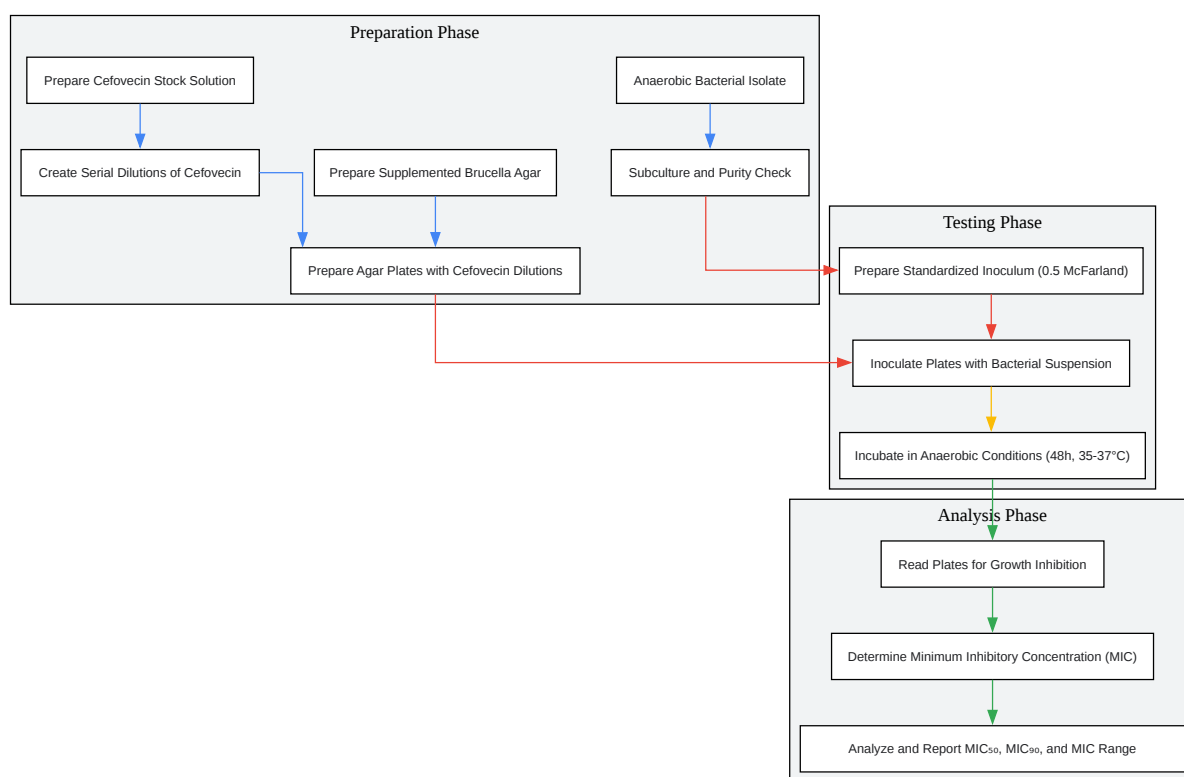 Preparation Phase
Prepare Cefovecin Stock Solution
Anaerobic Bacterial Isolate
Create Serial Dilutions of Cefovecin
Prepare Supplemented Brucella Agar
Subculture and Purity Check
Prepare Agar Plates with Cefovecin Dilutions
Testing Phase
Prepare Standardized Inoculum (0.5 McFarland)
Inoculate Plates with Bacterial Suspension
Incubate in Anaerobic Conditions (48h, 35-37°C)
Analysis Phase
Read Plates for Growth Inhibition
Determine Minimum Inhibitory Concentration (MIC)
Analyze and Report MIC₅₀, MIC₉₀, and MIC Range